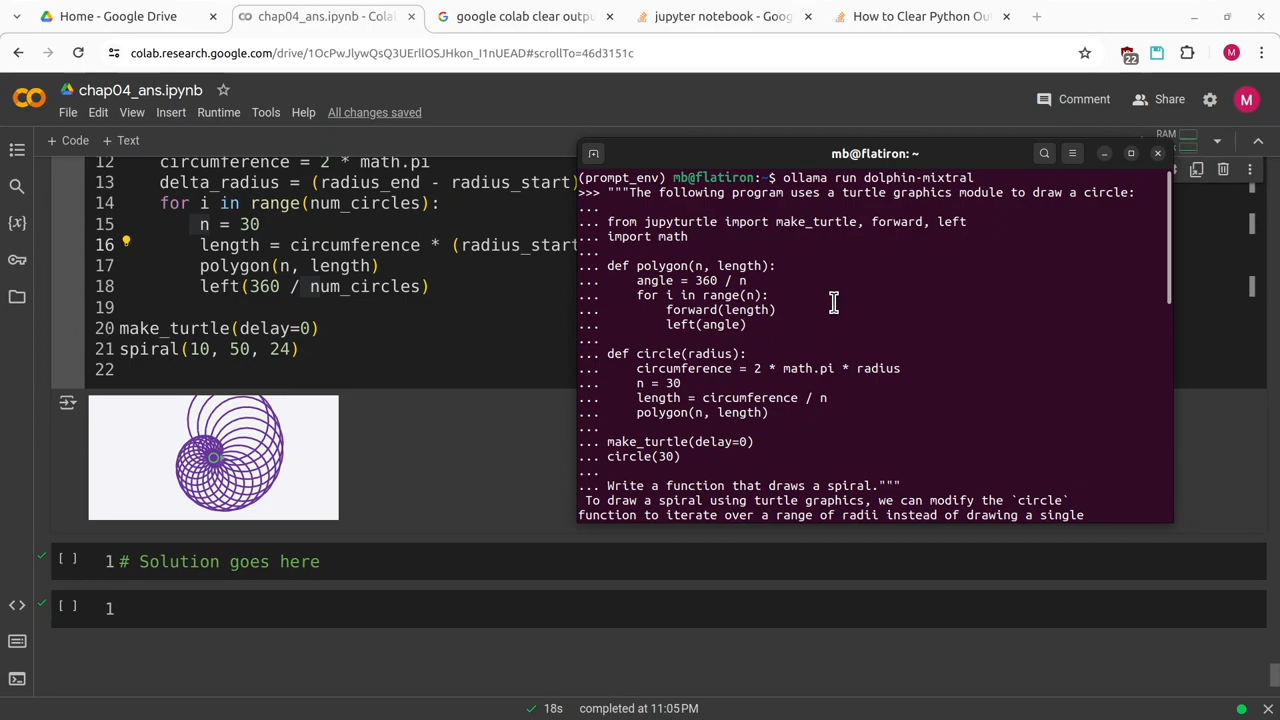 Home - Google Drive
chap04_ans.ipynb - Colab
google colab clear outpu
jupyter notebook - Goog
How to Clear Python Ou
colab.research.google.com/drive/1OcPwJlywQsQ3UErllOSJHkon_I1nUEAD#scrollTo=46d3151c
22
M
chap04_ans.ipynb
File Edit View Insert Runtime Tools Help All changes saved
Comment
Share
M
+ Code + Text
RAM
12 circumference = 2 * math.pi
13 delta_radius = (radius_end - radius_start)
14 for i in range(num_circles):
15 n = 30
16 length = circumference * (radius_start
17 polygon(n, length)
18 left(360 / num_circles)
19
20 make_turtle(delay=0)
21 spiral(10, 50, 24)
22
mb@flatiron: ~
(prompt_env) mb@flatiron:~$ ollama run dolphin-mixtral
>>> """The following program uses a turtle graphics module to draw a circle:
...
... from jupyturtle import make_turtle, forward, left
... import math
...
... def polygon(n, length):
... angle = 360 / n
... for i in range(n):
... forward(length)
... left(angle)
...
... def circle(radius):
... circumference = 2 * math.pi * radius
... n = 30
... length = circumference / n
... polygon(n, length)
...
... make_turtle(delay=0)
... circle(30)
...
... Write a function that draws a spiral."""
To draw a spiral using turtle graphics, we can modify the `circle`
function to iterate over a range of radii instead of drawing a single
[ ] 1 # Solution goes here
[ ] 1
18s completed at 11:05 PM